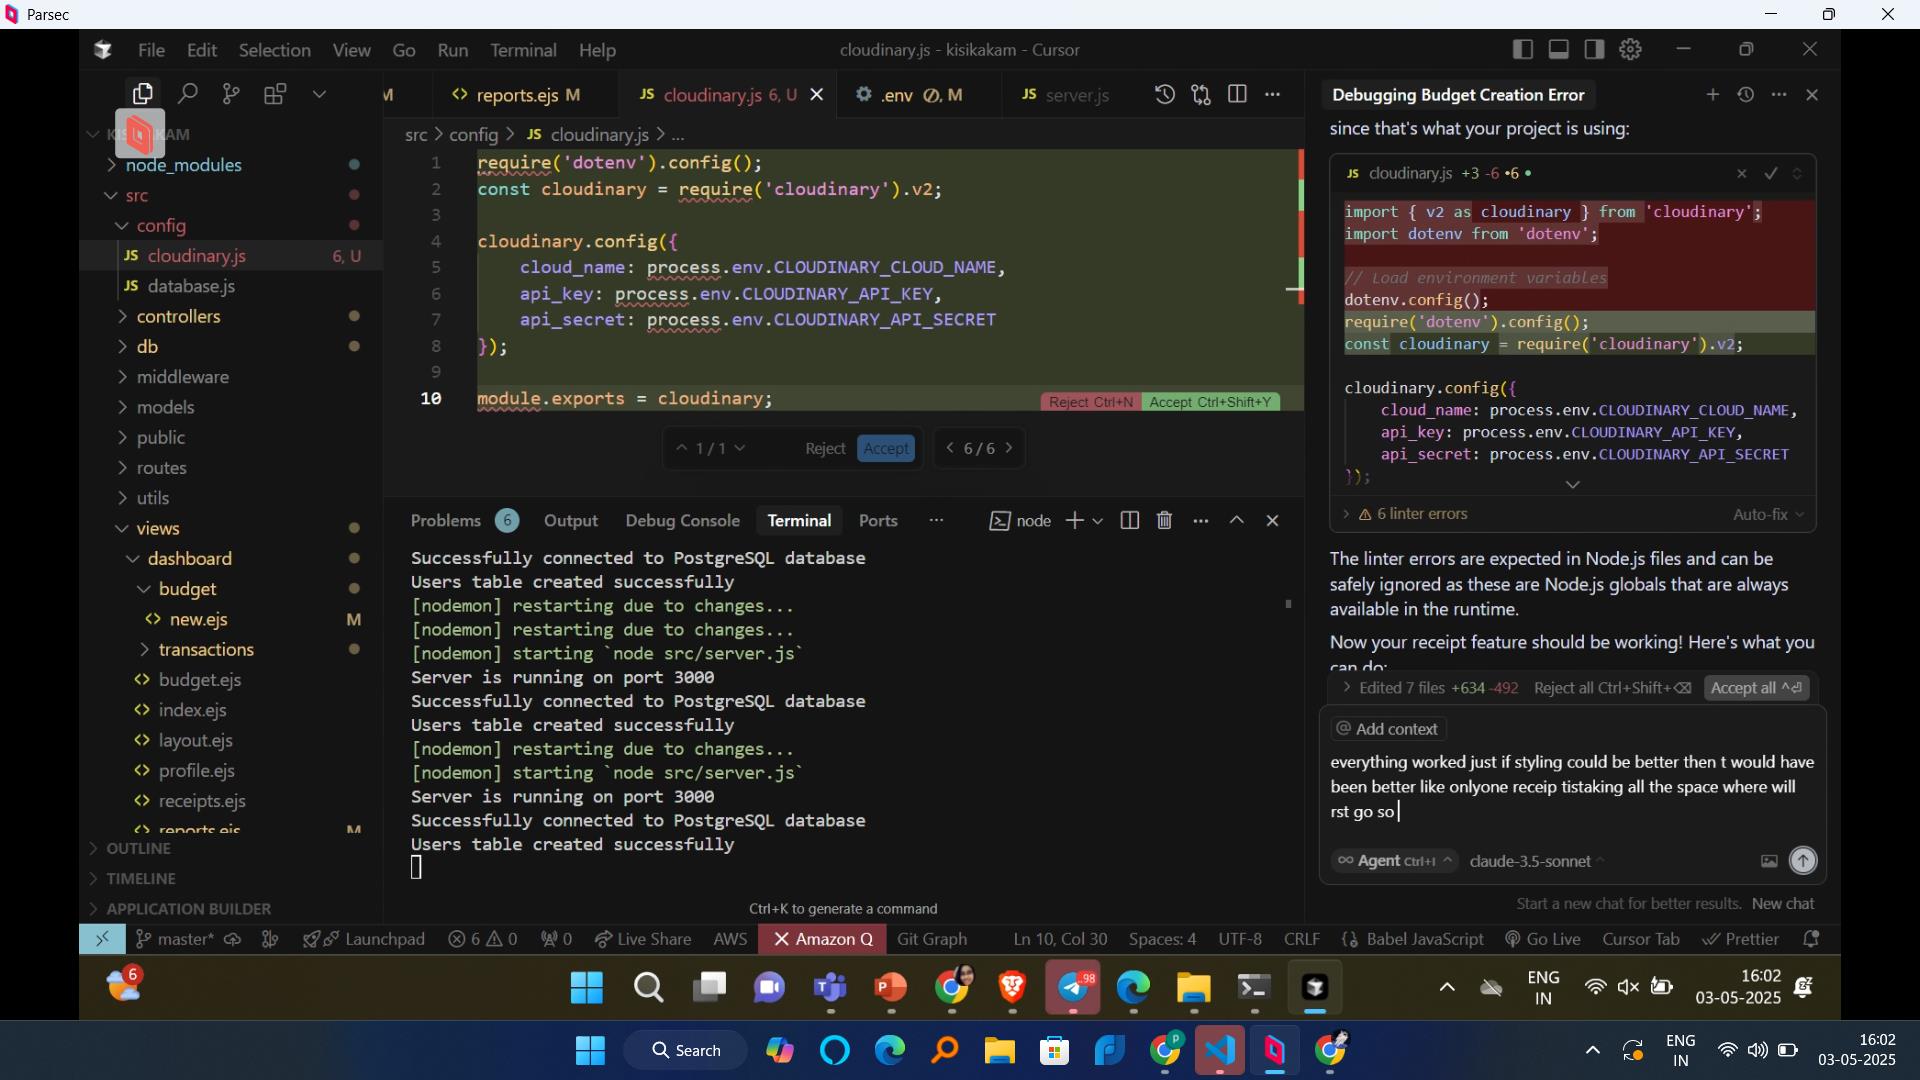 Parsec
File Edit Selection View Go Run Terminal Help
cloudinary.js - kisikakam - Cursor
M
reports.ejs M
JS cloudinary.js 6, U
.env M
JS server.js
src > config > JS cloudinary.js > ...
node_modules
src
config
JS cloudinary.js 6, U
JS database.js
controllers
db
middleware
models
public
routes
utils
views
dashboard
budget
new.ejs M
transactions
budget.ejs
index.ejs
layout.ejs
profile.ejs
receipts.ejs
reports.ejs M
OUTLINE
TIMELINE
APPLICATION BUILDER
1 require('dotenv').config();
2 const cloudinary = require('cloudinary').v2;
3
4 cloudinary.config({
5 cloud_name: process.env.CLOUDINARY_CLOUD_NAME,
6 api_key: process.env.CLOUDINARY_API_KEY,
7 api_secret: process.env.CLOUDINARY_API_SECRET
8 });
9
10 module.exports = cloudinary;
Reject Ctrl+N Accept Ctrl+Shift+Y
1 / 1 Reject Accept 6 / 6
Problems 6 Output Debug Console Terminal Ports ... node
Successfully connected to PostgreSQL database
Users table created successfully
[nodemon] restarting due to changes...
[nodemon] restarting due to changes...
[nodemon] starting `node src/server.js`
Server is running on port 3000
Successfully connected to PostgreSQL database
Users table created successfully
[nodemon] restarting due to changes...
[nodemon] starting `node src/server.js`
Server is running on port 3000
Successfully connected to PostgreSQL database
Users table created successfully
Ctrl+K to generate a command
Debugging Budget Creation Error
since that's what your project is using:
JS cloudinary.js +3 -6 •6 •
import { v2 as cloudinary } from 'cloudinary';
import dotenv from 'dotenv';
// Load environment variables
dotenv.config();
require('dotenv').config();
const cloudinary = require('cloudinary').v2;
cloudinary.config({
cloud_name: process.env.CLOUDINARY_CLOUD_NAME,
api_key: process.env.CLOUDINARY_API_KEY,
api_secret: process.env.CLOUDINARY_API_SECRET
});
6 linter errors Auto-fix
The linter errors are expected in Node.js files and can be
safely ignored as these are Node.js globals that are always
available in the runtime.
Now your receipt feature should be working! Here's what you
can do:
Edited 7 files +634 -492 Reject all Ctrl+Shift+⌫ Accept all ^⏎
@ Add context
everything worked just if styling could be better then t would have
been better like onlyone receip tistaking all the space where will
rst go so
∞ Agent Ctrl+I claude-3.5-sonnet
Start a new chat for better results. New chat
master* Launchpad 6 0 0 Live Share AWS Amazon Q Git Graph Ln 10, Col 30 Spaces: 4 UTF-8 CRLF {} Babel JavaScript Go Live Cursor Tab Prettier
6
98
ENG
IN
16:02
03-05-2025
Search
ENG
IN
16:02
03-05-2025